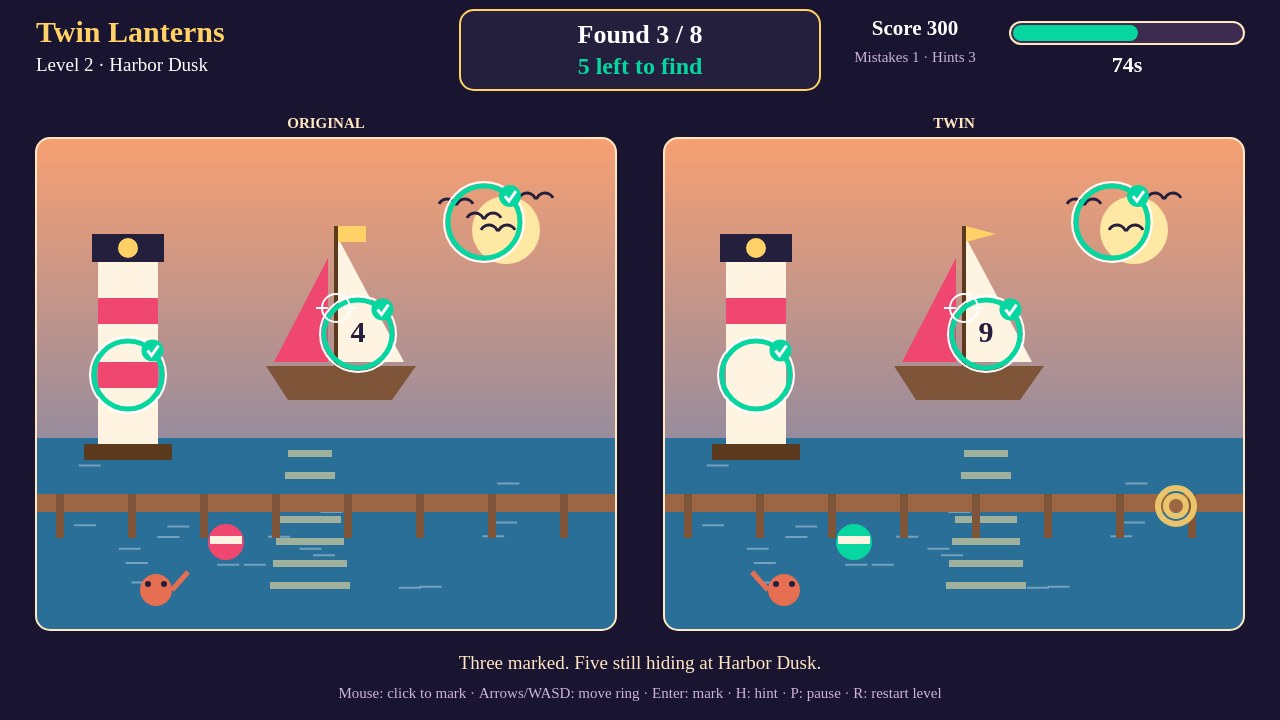 Twin Lanterns
Level 2 · Harbor Dusk
Found 3 / 8
5 left to find
Score 300
Mistakes 1 · Hints 3
74s
ORIGINAL
TWIN
4
9
Three marked. Five still hiding at Harbor Dusk.
Mouse: click to mark · Arrows/WASD: move ring · Enter: mark · H: hint · P: pause · R: restart level